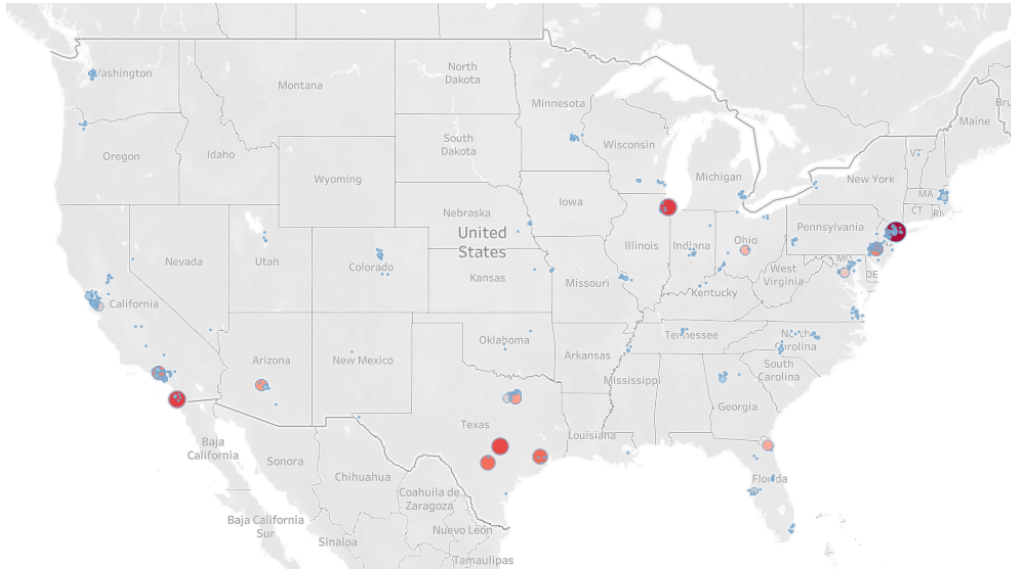 Washington
Montana
North
Dakota
Minnesota
Maine
Oregon
Idaho
South
Dakota
Wisconsin
Michigan
New York
MA
CT
Wyoming
Iowa
Nebraska
United
States
Illinois
Indiana
Ohio
Pennsylvania
Nevada
Utah
Colorado
Kansas
Missouri
West
Virginia
DE
California
Kentucky
Arizona
New Mexico
Oklahoma
Arkansas
Tennessee
North
Carolina
South
Carolina
Mississippi
Georgia
Texas
Louisiana
Baja
California
Sonora
Chihuahua
Coahuila de
Zaragoza
Florida
Baja California
Sur
Sinaloa
Nuevo León
Tamaulipas